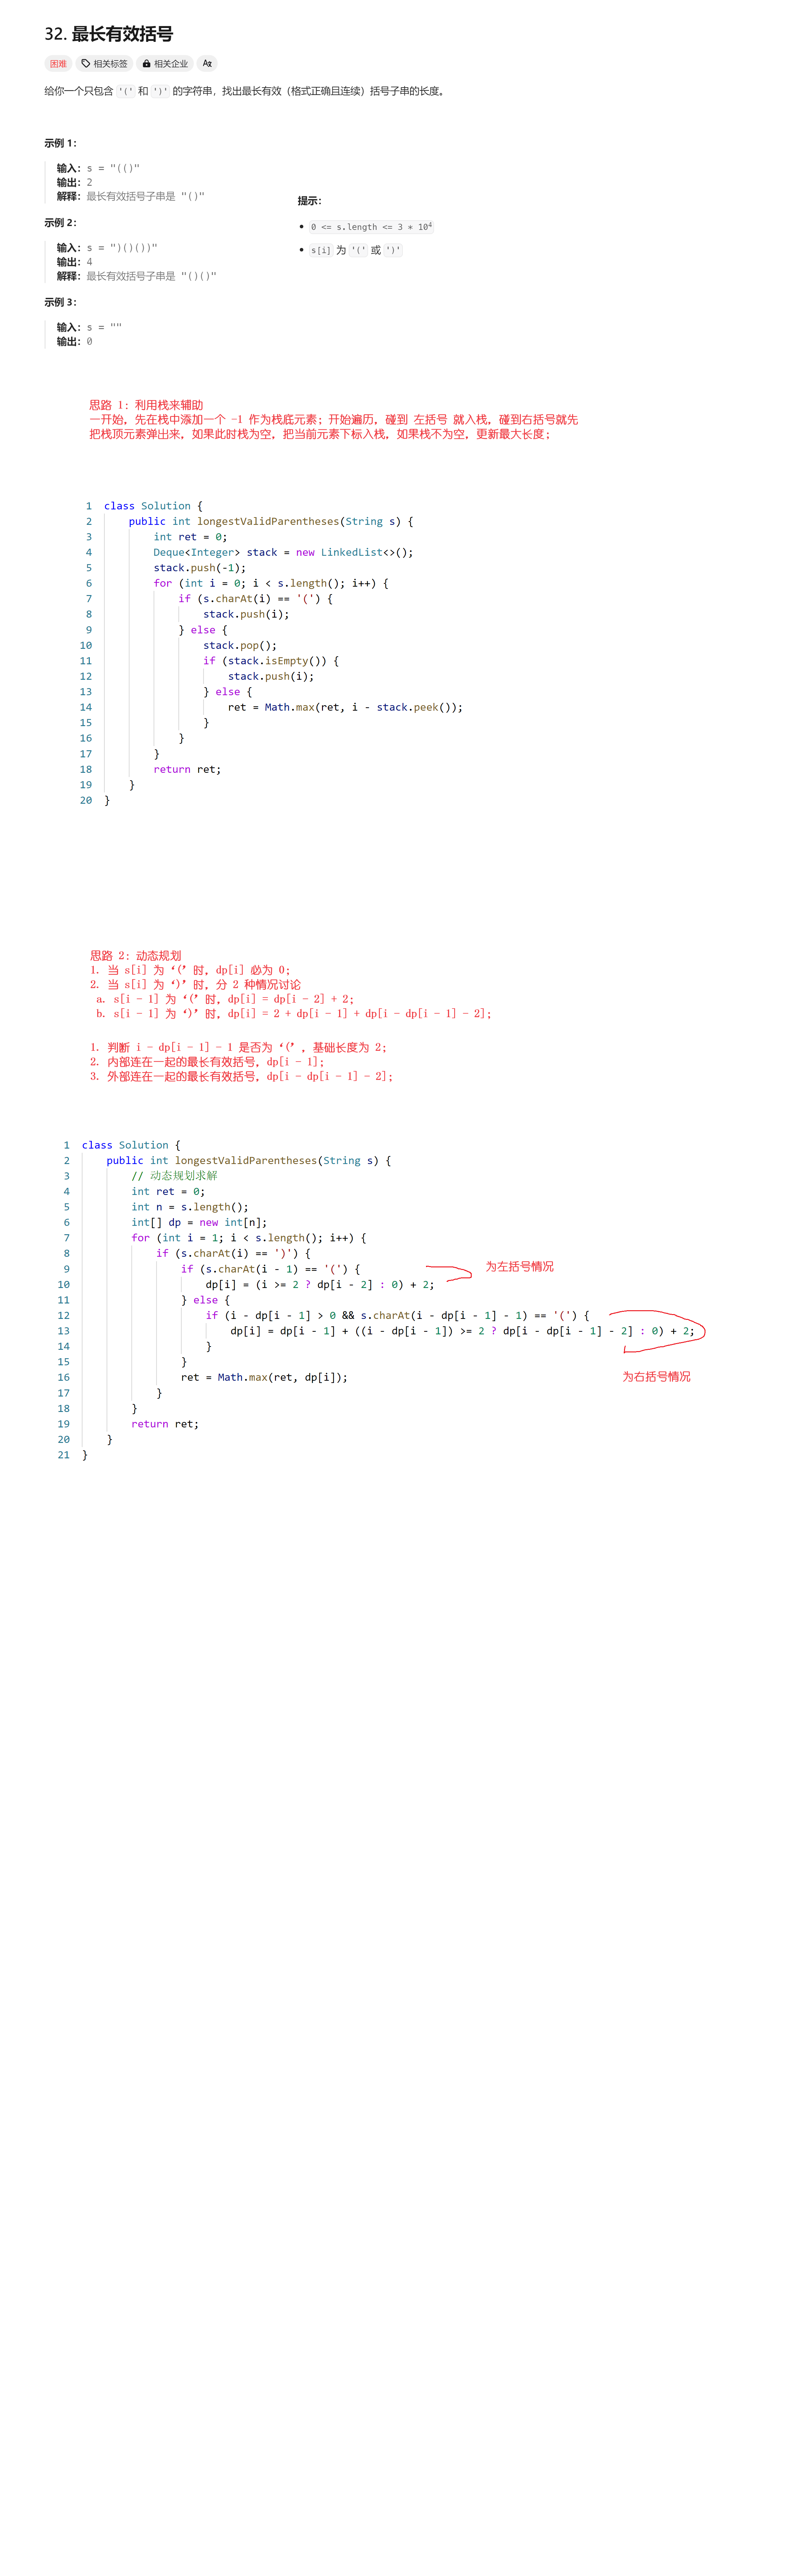 32. 最长有效括号
困难 相关标签 相关企业 Aあ
给你一个只包含 '(' 和 ')' 的字符串，找出最长有效（格式正确且连续）括号子串的长度。
示例 1：
输入：s = "(()"
输出：2
解释：最长有效括号子串是 "()"
示例 2：
输入：s = ")()())"
输出：4
解释：最长有效括号子串是 "()()"
示例 3：
输入：s = ""
输出：0
提示：
• 0 <= s.length <= 3 * 10⁴
• s[i] 为 '(' 或 ')'
思路 1：利用栈来辅助
一开始，先在栈中添加一个 -1 作为栈底元素；开始遍历，碰到 左括号 就入栈，碰到右括号就先
把栈顶元素弹出来，如果此时栈为空，把当前元素下标入栈，如果栈不为空，更新最大长度；
1 class Solution {
2 public int longestValidParentheses(String s) {
3 int ret = 0;
4 Deque<Integer> stack = new LinkedList<>();
5 stack.push(-1);
6 for (int i = 0; i < s.length(); i++) {
7 if (s.charAt(i) == '(') {
8 stack.push(i);
9 } else {
10 stack.pop();
11 if (stack.isEmpty()) {
12 stack.push(i);
13 } else {
14 ret = Math.max(ret, i - stack.peek());
15 }
16 }
17 }
18 return ret;
19 }
20 }
思路 2：动态规划
1. 当 s[i] 为 ‘(’ 时，dp[i] 必为 0；
2. 当 s[i] 为 ‘)’ 时，分 2 种情况讨论
a. s[i - 1] 为 ‘(’ 时，dp[i] = dp[i - 2] + 2；
b. s[i - 1] 为 ‘)’ 时，dp[i] = 2 + dp[i - 1] + dp[i - dp[i - 1] - 2]；
1. 判断 i - dp[i - 1] - 1 是否为 ‘(’ ，基础长度为 2；
2. 内部连在一起的最长有效括号，dp[i - 1]；
3. 外部连在一起的最长有效括号，dp[i - dp[i - 1] - 2]；
1 class Solution {
2 public int longestValidParentheses(String s) {
3 // 动态规划求解
4 int ret = 0;
5 int n = s.length();
6 int[] dp = new int[n];
7 for (int i = 1; i < s.length(); i++) {
8 if (s.charAt(i) == ')') {
9 if (s.charAt(i - 1) == '(') {
为左括号情况
10 dp[i] = (i >= 2 ? dp[i - 2] : 0) + 2;
11 } else {
12 if (i - dp[i - 1] > 0 && s.charAt(i - dp[i - 1] - 1) == '(') {
13 dp[i] = dp[i - 1] + ((i - dp[i - 1]) >= 2 ? dp[i - dp[i - 1] - 2] : 0) + 2;
14 }
15 }
16 ret = Math.max(ret, dp[i]);
为右括号情况
17 }
18 }
19 return ret;
20 }
21 }